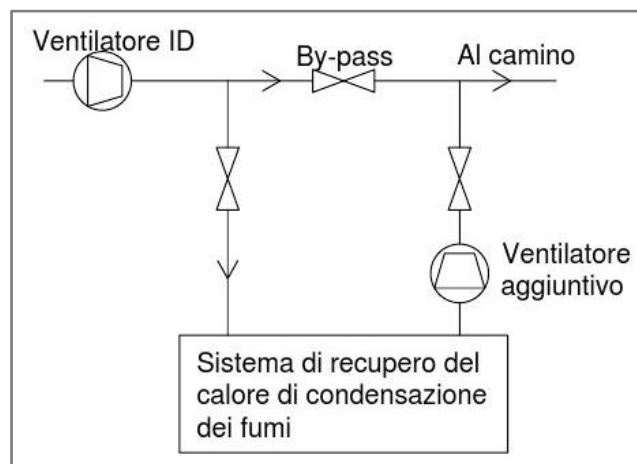 Ventilatore ID
By-pass
Al camino
Ventilatore
aggiuntivo
Sistema di recupero del
calore di condensazione
dei fumi